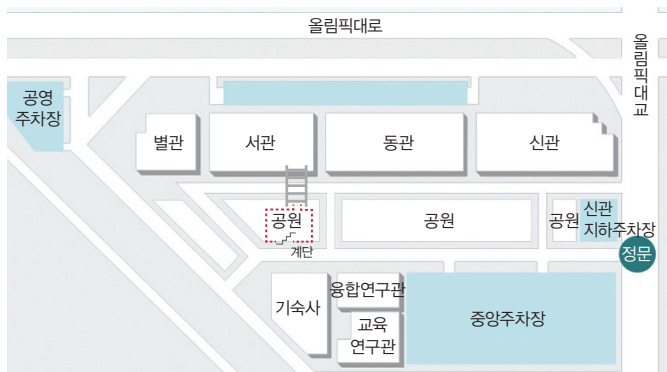 올림픽대로
올림픽대교
공영
주차장
별관
서관
동관
신관
공원
계단
공원
공원
신관
지하주차장
정문
기숙사
융합연구관
교육
연구관
중앙주차장